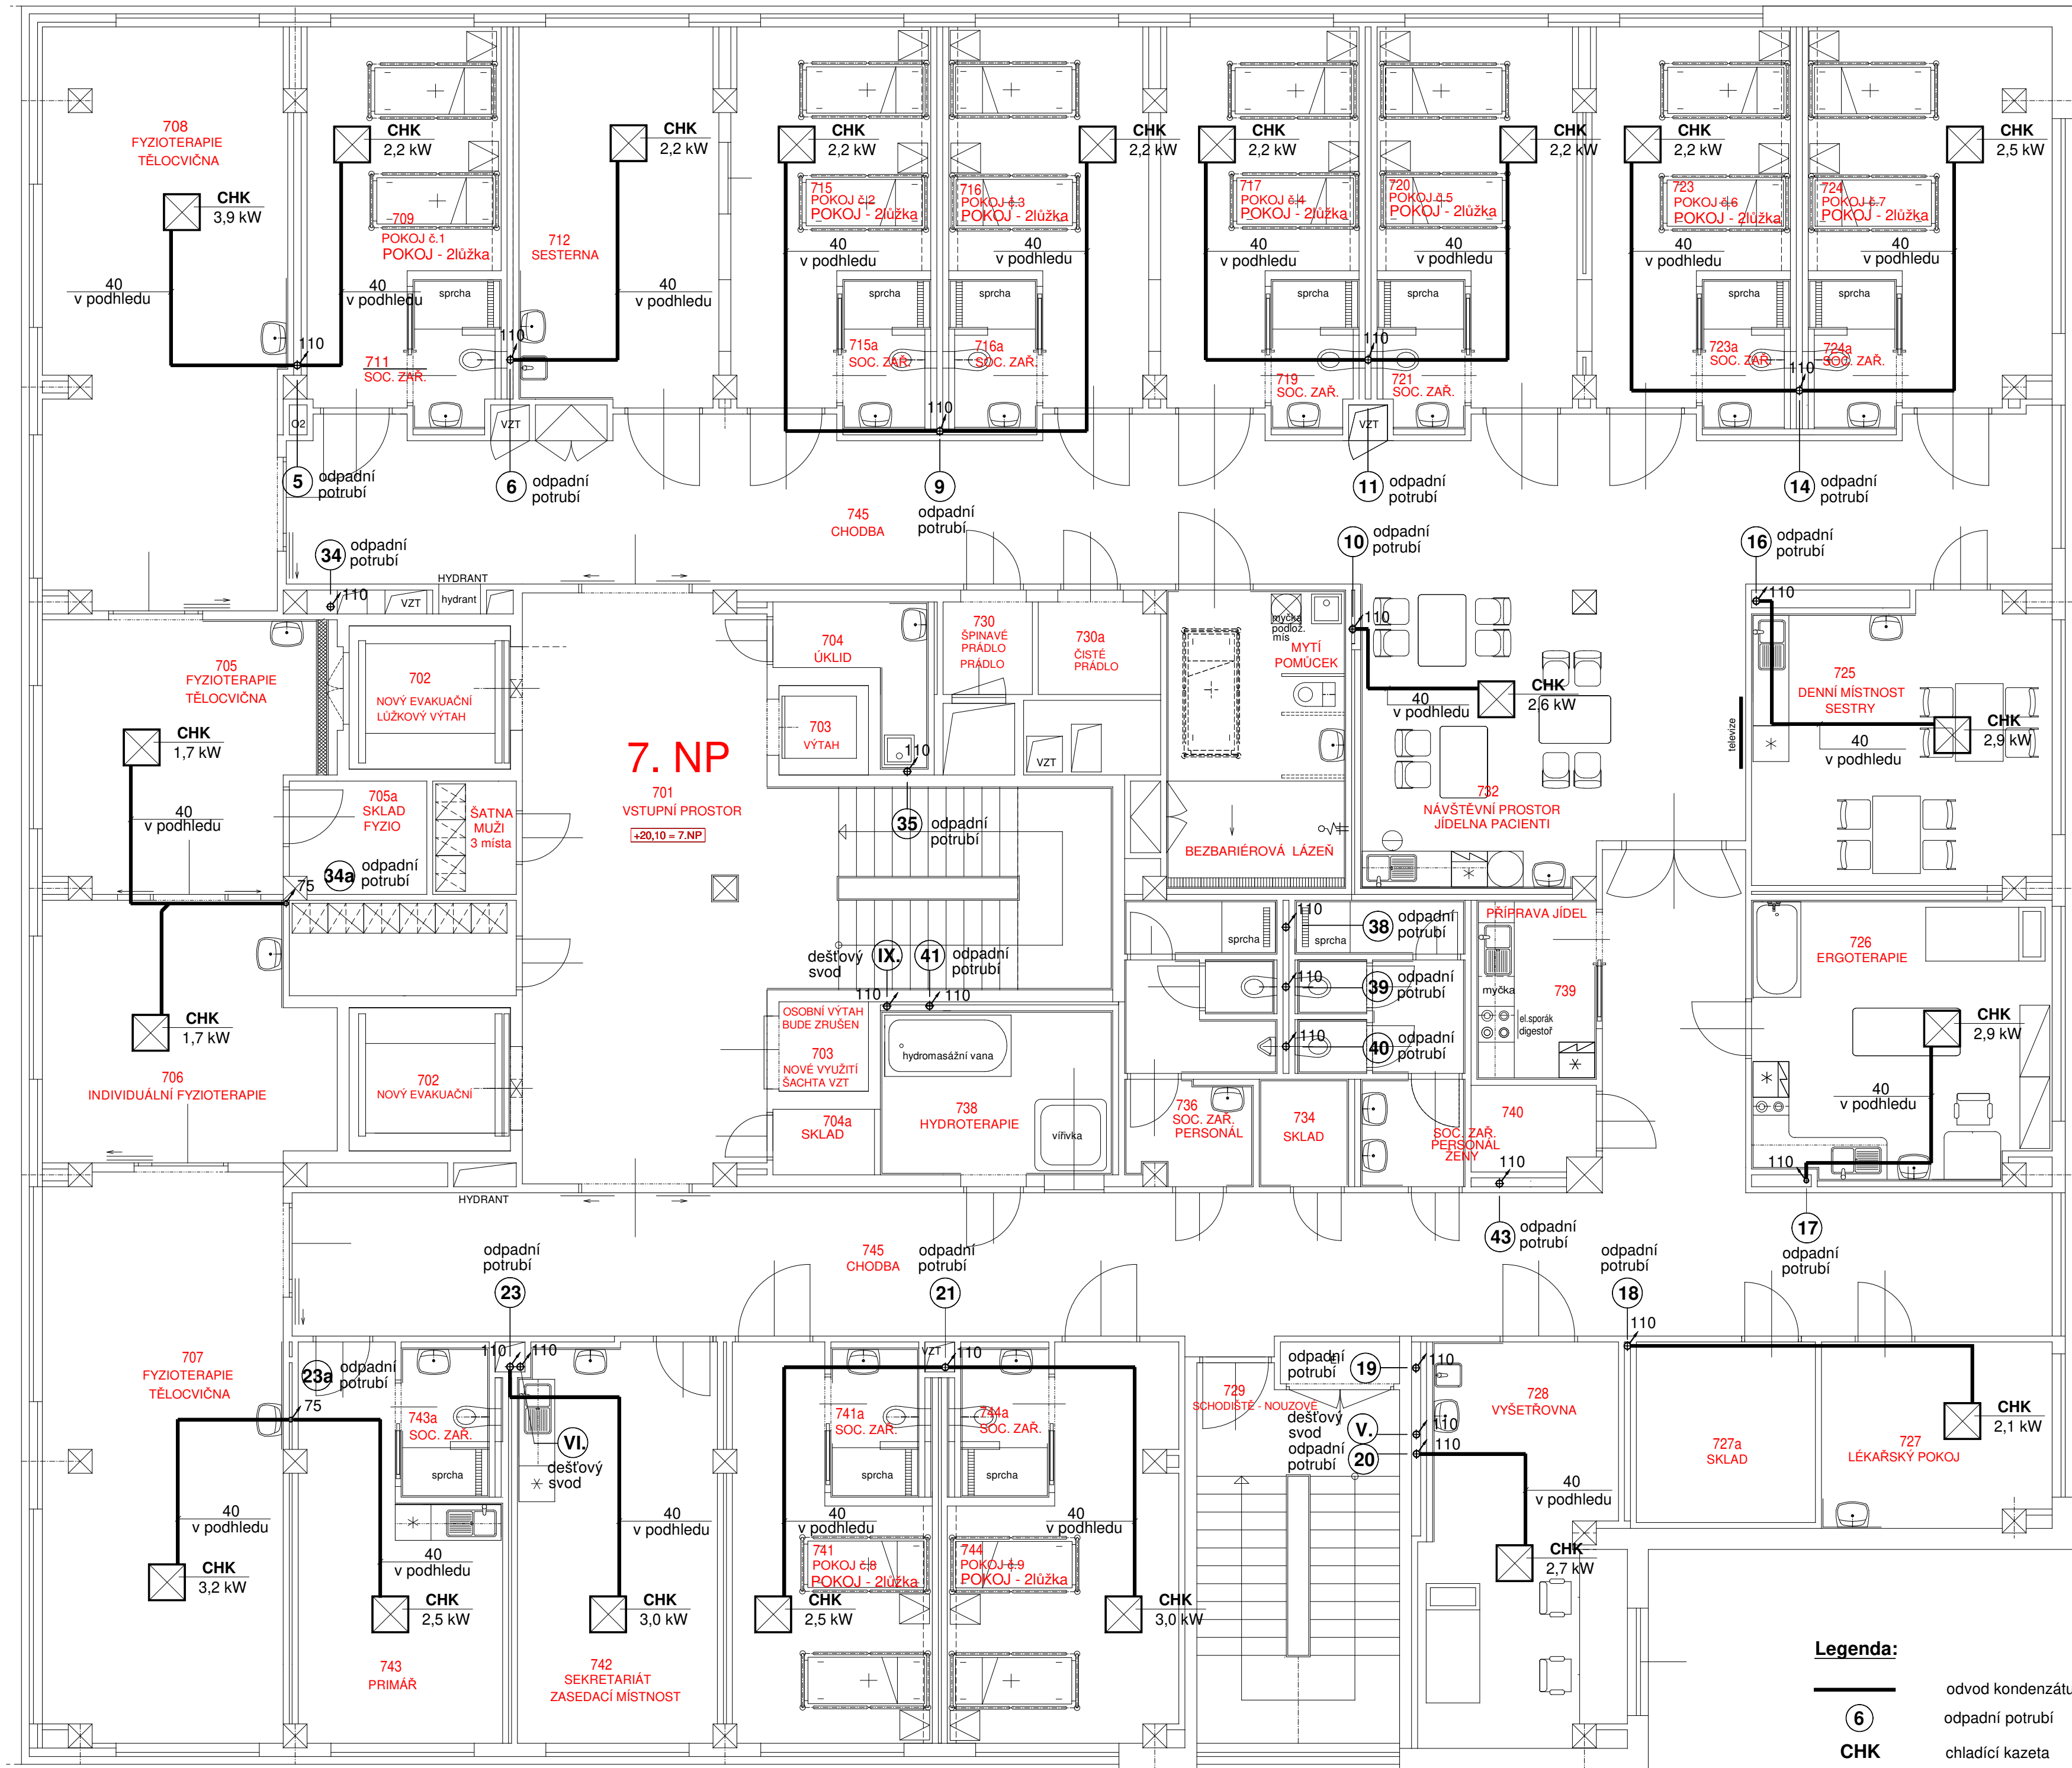 708
FYZIOTERAPIE
TĚLOCVIČNA
CHK
3,9 kW
40
v podhledu
CHK
2,2 kW
709
POKOJ č.1
POKOJ - 2lůžka
40
v podhledu
sprcha
110
711
SOC. ZAŘ.
O2
5
odpadní
potrubí
CHK
2,2 kW
712
SESTERNA
40
v podhledu
110
VZT
6
odpadní
potrubí
CHK
2,2 kW
715
POKOJ č.2
POKOJ - 2lůžka
40
v podhledu
sprcha
715a
SOC. ZAŘ.
CHK
2,2 kW
716
POKOJ č.3
POKOJ - 2lůžka
40
v podhledu
sprcha
716a
SOC. ZAŘ.
110
9
odpadní
potrubí
CHK
2,2 kW
717
POKOJ č.4
POKOJ - 2lůžka
40
v podhledu
sprcha
110
719
SOC. ZAŘ.
VZT
CHK
2,2 kW
720
POKOJ č.5
POKOJ - 2lůžka
40
v podhledu
sprcha
721
SOC. ZAŘ.
11
odpadní
potrubí
CHK
2,2 kW
723
POKOJ č.6
POKOJ - 2lůžka
40
v podhledu
sprcha
723a
SOC. ZAŘ.
CHK
2,5 kW
724
POKOJ č.7
POKOJ - 2lůžka
40
v podhledu
sprcha
724a
SOC. ZAŘ.
110
14
odpadní
potrubí
745
CHODBA
34
odpadní
potrubí
110
VZT
HYDRANT
hydrant
10
odpadní
potrubí
110
16
odpadní
potrubí
110
705
FYZIOTERAPIE
TĚLOCVIČNA
CHK
1,7 kW
40
v podhledu
702
NOVÝ EVAKUAČNÍ
LŮŽKOVÝ VÝTAH
705a
SKLAD
FYZIO
ŠATNA
MUŽI
3 místa
34a
odpadní
potrubí
75
7. NP
701
VSTUPNÍ PROSTOR
+20,10 = 7.NP
704
ÚKLID
703
VÝTAH
110
35
odpadní
potrubí
730
ŠPINAVÉ
PRÁDLO
PRÁDLO
730a
ČISTÉ
PRÁDLO
VZT
myčka
podlož.
mís
MYTÍ
POMŮCEK
BEZBARIÉROVÁ LÁZEŇ
CHK
2,6 kW
40
v podhledu
732
NÁVŠTĚVNÍ PROSTOR
JÍDELNA PACIENTI
televize
725
DENNÍ MÍSTNOST
SESTRY
CHK
2,9 kW
40
v podhledu
CHK
1,7 kW
706
INDIVIDUÁLNÍ FYZIOTERAPIE
702
NOVÝ EVAKUAČNÍ
HYDRANT
dešťový
svod
IX.
110
41
odpadní
potrubí
110
OSOBNÍ VÝTAH
BUDE ZRUŠEN
703
NOVÉ VYUŽITÍ
ŠACHTA VZT
704a
SKLAD
hydromasážní vana
738
HYDROTERAPIE
vířivka
sprcha
110
sprcha
38
odpadní
potrubí
110
39
odpadní
potrubí
110
40
odpadní
potrubí
736
SOC. ZAŘ.
PERSONÁL
734
SKLAD
SOC. ZAŘ.
PERSONÁL
ŽENY
PŘÍPRAVA JÍDEL
myčka
739
el.sporák
digestoř
740
110
43
odpadní
potrubí
726
ERGOTERAPIE
CHK
2,9 kW
40
v podhledu
110
17
odpadní
potrubí
745
CHODBA
odpadní
potrubí
23
odpadní
potrubí
21
odpadní
potrubí
18
110
707
FYZIOTERAPIE
TĚLOCVIČNA
23a
odpadní
potrubí
75
40
v podhledu
CHK
3,2 kW
743a
SOC. ZAŘ.
sprcha
40
v podhledu
CHK
2,5 kW
743
PRIMÁŘ
110
110
VI.
dešťový
svod
40
v podhledu
CHK
3,0 kW
742
SEKRETARIÁT
ZASEDACÍ MÍSTNOST
VZT
110
741a
SOC. ZAŘ.
sprcha
40
v podhledu
741
POKOJ č.8
POKOJ - 2lůžka
CHK
2,5 kW
744a
SOC. ZAŘ.
sprcha
40
v podhledu
744
POKOJ č.9
POKOJ - 2lůžka
CHK
3,0 kW
729
SCHODIŠTĚ - NOUZOVÉ
odpadní
potrubí
19
110
dešťový
svod
V.
110
odpadní
potrubí
20
110
728
VYŠETŘOVNA
40
v podhledu
CHK
2,7 kW
727a
SKLAD
727
LÉKAŘSKÝ POKOJ
CHK
2,1 kW
Legenda:
odvod kondenzátu
6
odpadní potrubí
CHK
chladící kazeta